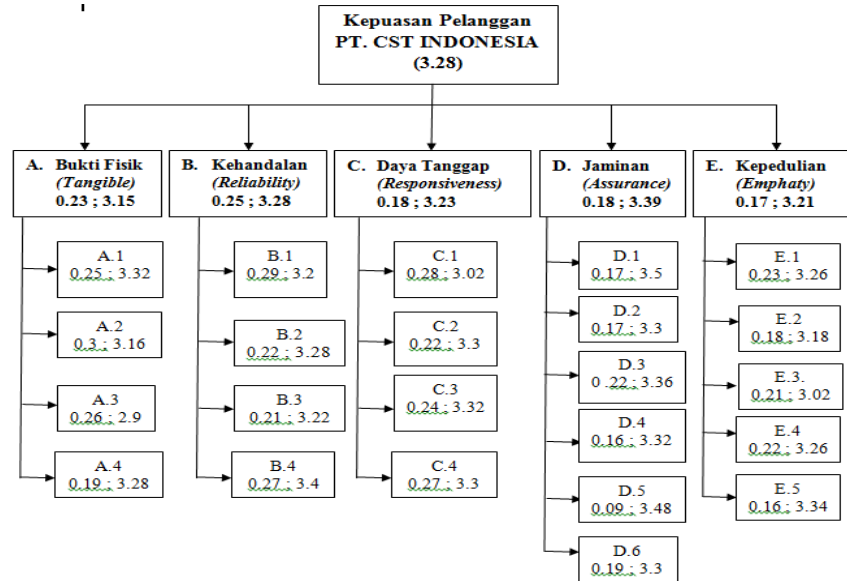 Kepuasan Pelanggan
PT. CST INDONESIA
(3.28)
A. Bukti Fisik
(Tangible)
0.23 ; 3.15
B. Kehandalan
(Reliability)
0.25 ; 3.28
C. Daya Tanggap
(Responsiveness)
0.18 ; 3.23
D. Jaminan
(Assurance)
0.18 ; 3.39
E. Kepedulian
(Emphaty)
0.17 ; 3.21
A.1
0.25 ; 3.32
A.2
0.3 ; 3.16
A.3
0.26 ; 2.9
A.4
0.19 ; 3.28
B.1
0.29 ; 3.2
B.2
0.22 ; 3.28
B.3
0.21 ; 3.22
B.4
0.27 ; 3.4
C.1
0.28 ; 3.02
C.2
0.22 ; 3.3
C.3
0.24 ; 3.32
C.4
0.27 ; 3.3
D.1
0.17 ; 3.5
D.2
0.17 ; 3.3
D.3
0 .22 ; 3.36
D.4
0.16 ; 3.32
D.5
0.09 ; 3.48
D.6
0.19 ; 3.3
E.1
0.23 ; 3.26
E.2
0.18 ; 3.18
E.3.
0.21 ; 3.02
E.4
0.22 ; 3.26
E.5
0.16 ; 3.34